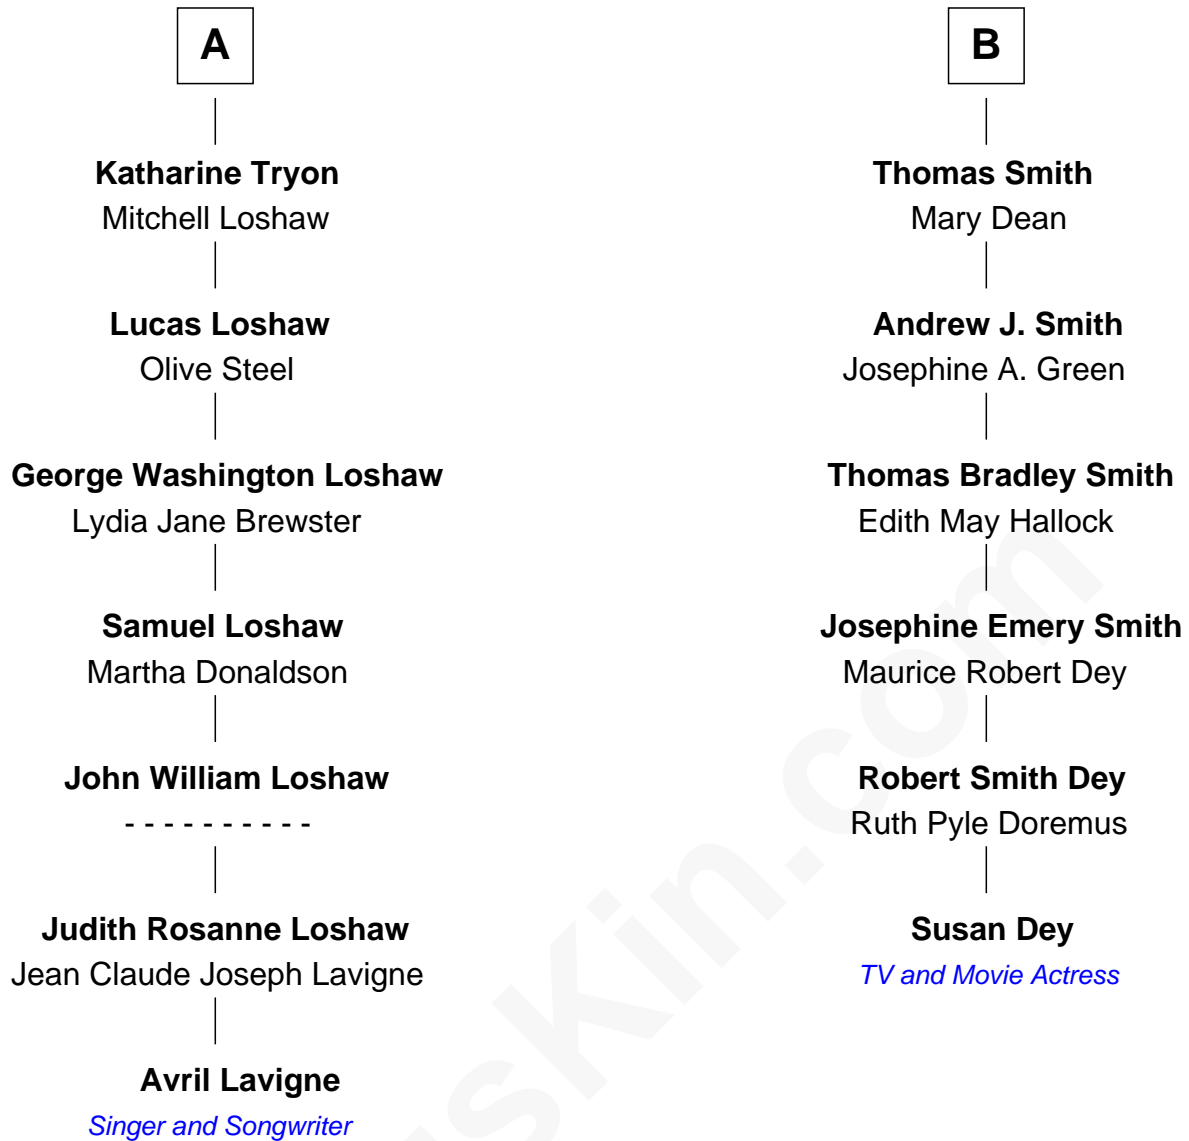 A
Katharine Tryon
Mitchell Loshaw
Lucas Loshaw
Olive Steel
George Washington Loshaw
Lydia Jane Brewster
Samuel Loshaw
Martha Donaldson
John William Loshaw
- - - - - - - - - -
Judith Rosanne Loshaw
Jean Claude Joseph Lavigne
Avril Lavigne
Singer and Songwriter
B
Thomas Smith
Mary Dean
Andrew J. Smith
Josephine A. Green
Thomas Bradley Smith
Edith May Hallock
Josephine Emery Smith
Maurice Robert Dey
Robert Smith Dey
Ruth Pyle Doremus
Susan Dey
TV and Movie Actress